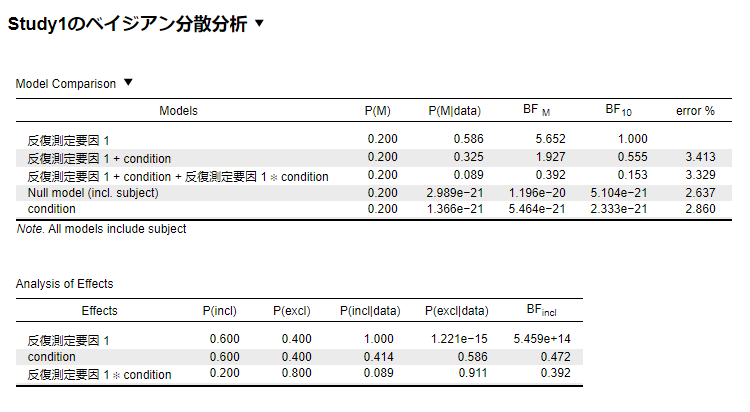 Study1のベイジアン分散分析 ▼
Model Comparison ▼
Models P(M) P(M|data) BF M BF10 error %
反復測定要因 1 0.200 0.586 5.652 1.000
反復測定要因 1 + condition 0.200 0.325 1.927 0.555 3.413
反復測定要因 1 + condition + 反復測定要因 1 ✻ condition 0.200 0.089 0.392 0.153 3.329
Null model (incl. subject) 0.200 2.989e−21 1.196e−20 5.104e−21 2.637
condition 0.200 1.366e−21 5.464e−21 2.333e−21 2.860
Note. All models include subject
Analysis of Effects
Effects P(incl) P(excl) P(incl|data) P(excl|data) BFincl
反復測定要因 1 0.600 0.400 1.000 1.221e−15 5.459e+14
condition 0.600 0.400 0.414 0.586 0.472
反復測定要因 1 ✻ condition 0.200 0.800 0.089 0.911 0.392